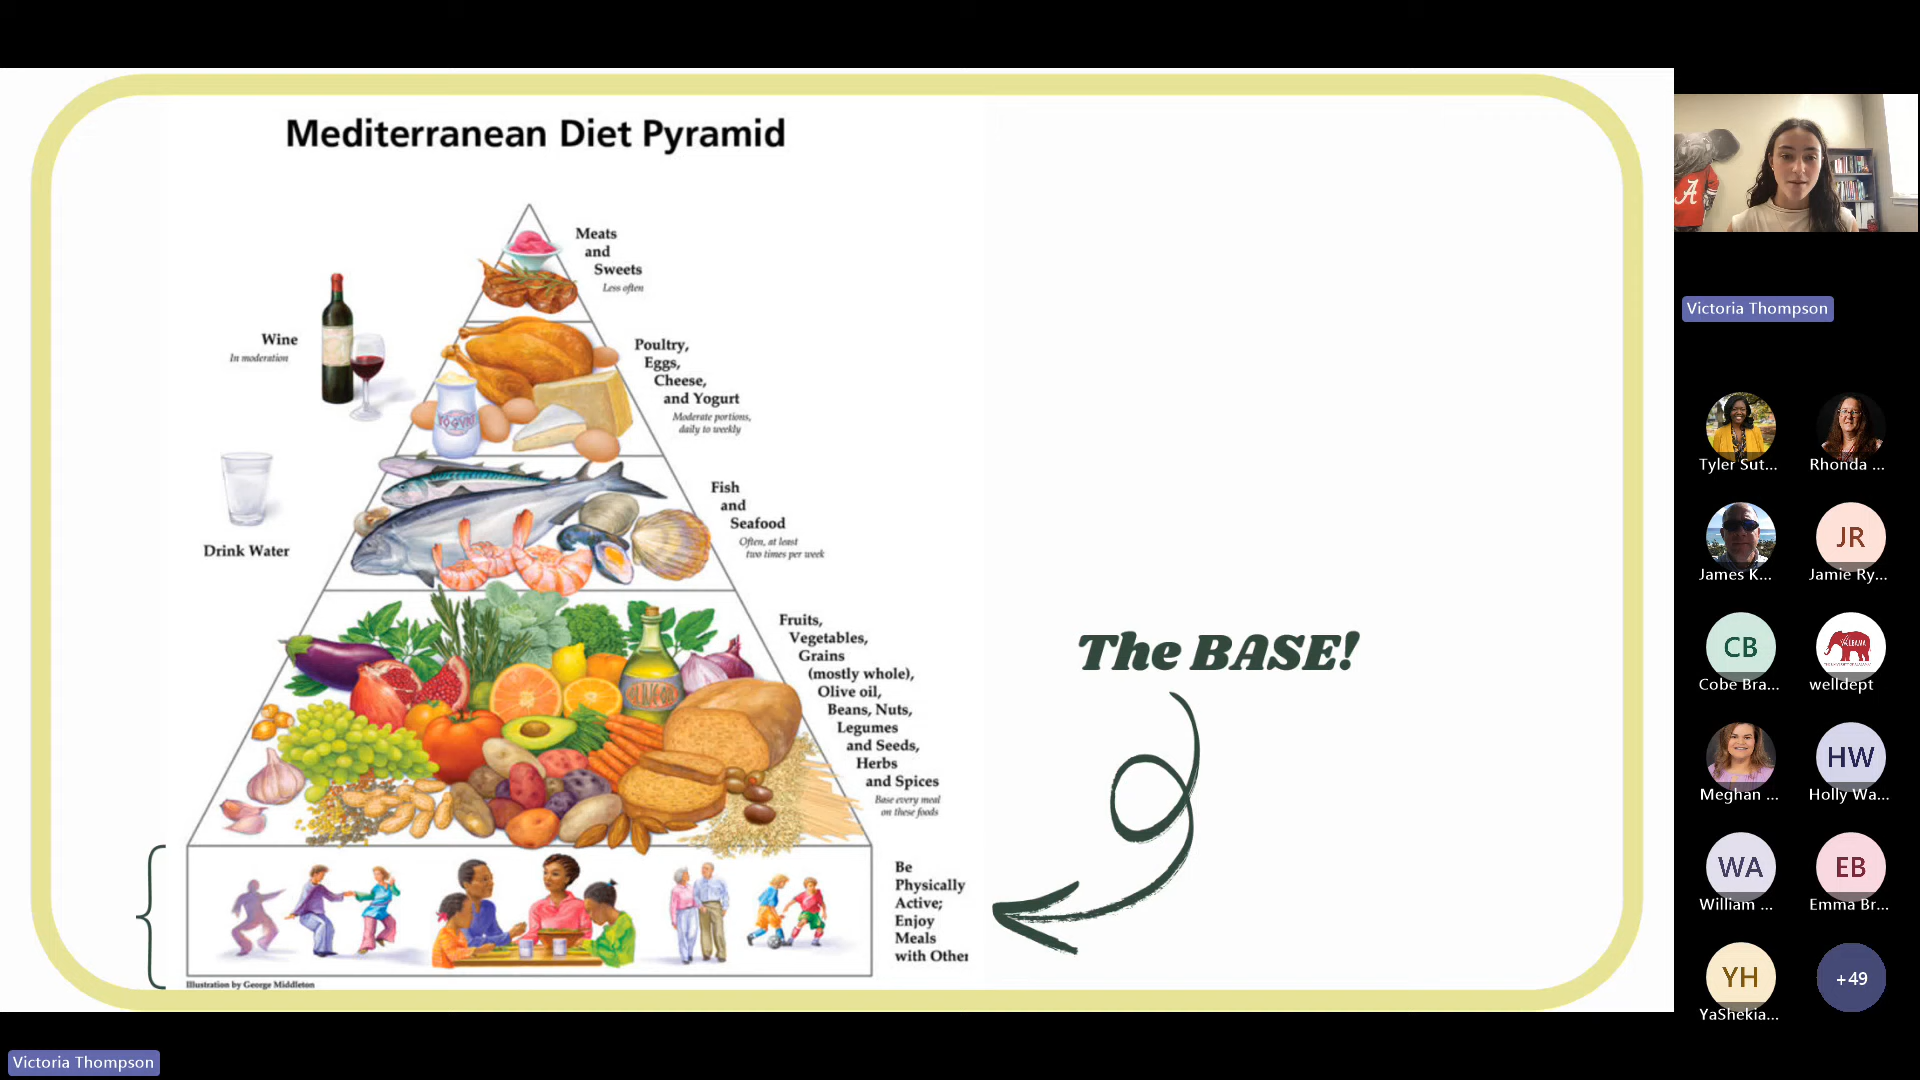 Mediterranean Diet Pyramid
Meats
and
Sweets
Less often
Wine
In moderation
Poultry,
Eggs,
Cheese,
and Yogurt
Moderate portions,
daily to weekly
YOGURT
Fish
and
Seafood
Often, at least
two times per week
Drink Water
Fruits,
Vegetables,
Grains
(mostly whole),
Olive oil,
Beans, Nuts,
Legumes
and Seeds,
Herbs
and Spices
Base every meal
on these foods
OLIVE OIL
The BASE!
Be
Physically
Active;
Enjoy
Meals
with Other
Illustration by George Middleton
A
Victoria Thompson
Tyler Sut...
Rhonda ...
James K...
JR
Jamie Ry...
CB
Cobe Bra...
welldept
Meghan ...
HW
Holly Wa...
WA
William ...
EB
Emma Br...
YH
YaShekia...
+49
Victoria Thompson